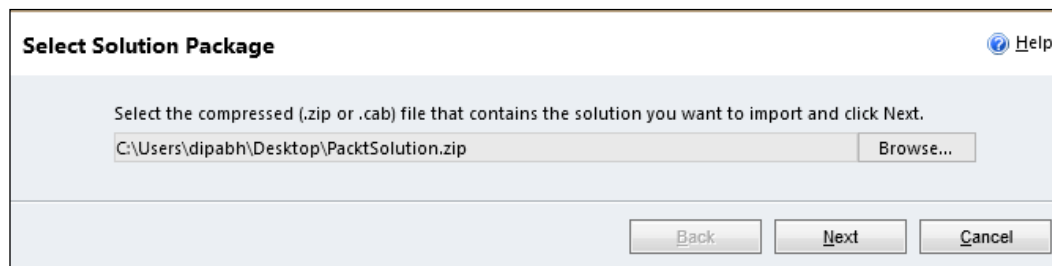 Select Solution Package
Help
Select the compressed (.zip or .cab) file that contains the solution you want to import and click Next.
C:\Users\dipabh\Desktop\PacktSolution.zip
Browse...
Back
Next
Cancel